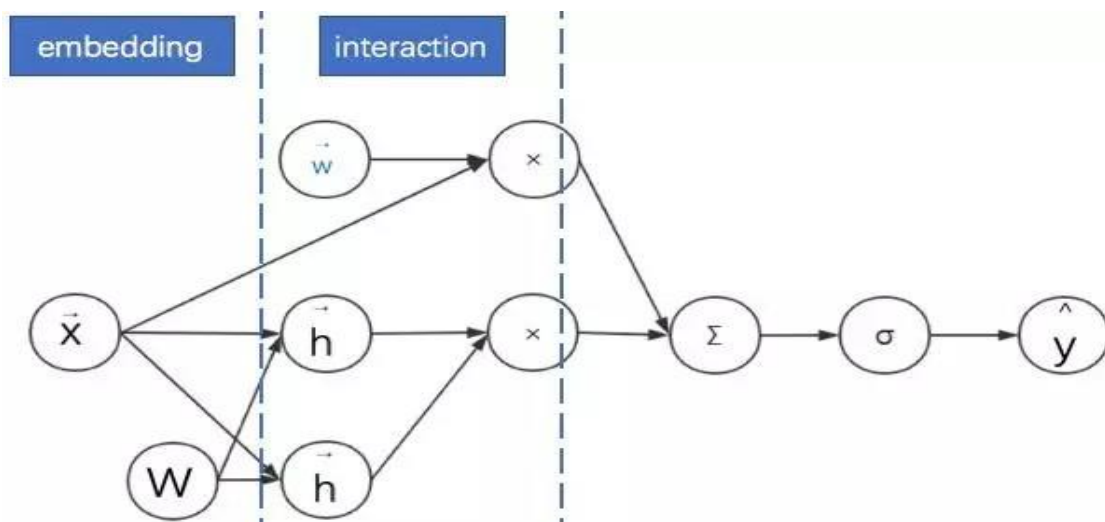 embedding
interaction
→
w
×
→
x
→
h
×
Σ
σ
^
y
W
→
h